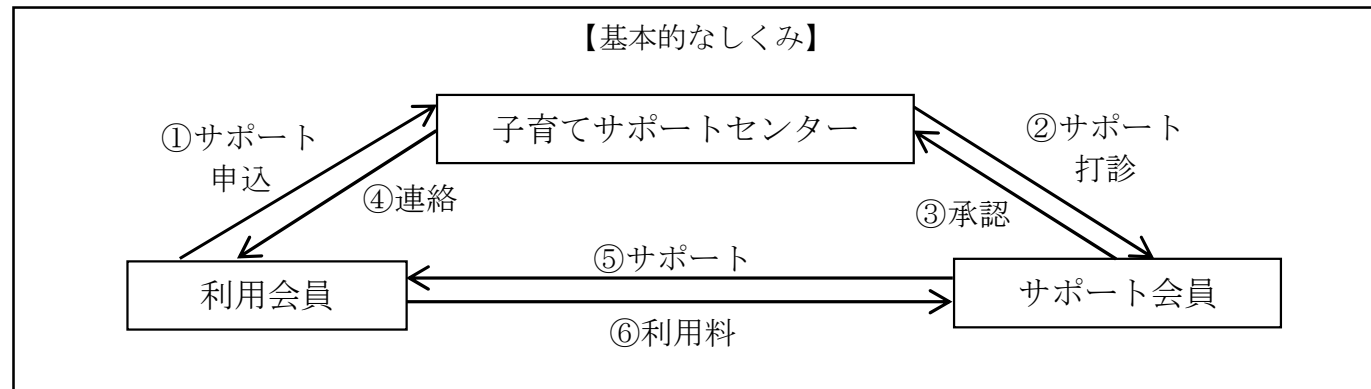 【基本的なしくみ】
子育てサポートセンター
①サポート
申込
②サポート
打診
④連絡
③承認
⑤サポート
利用会員
サポート会員
⑥利用料